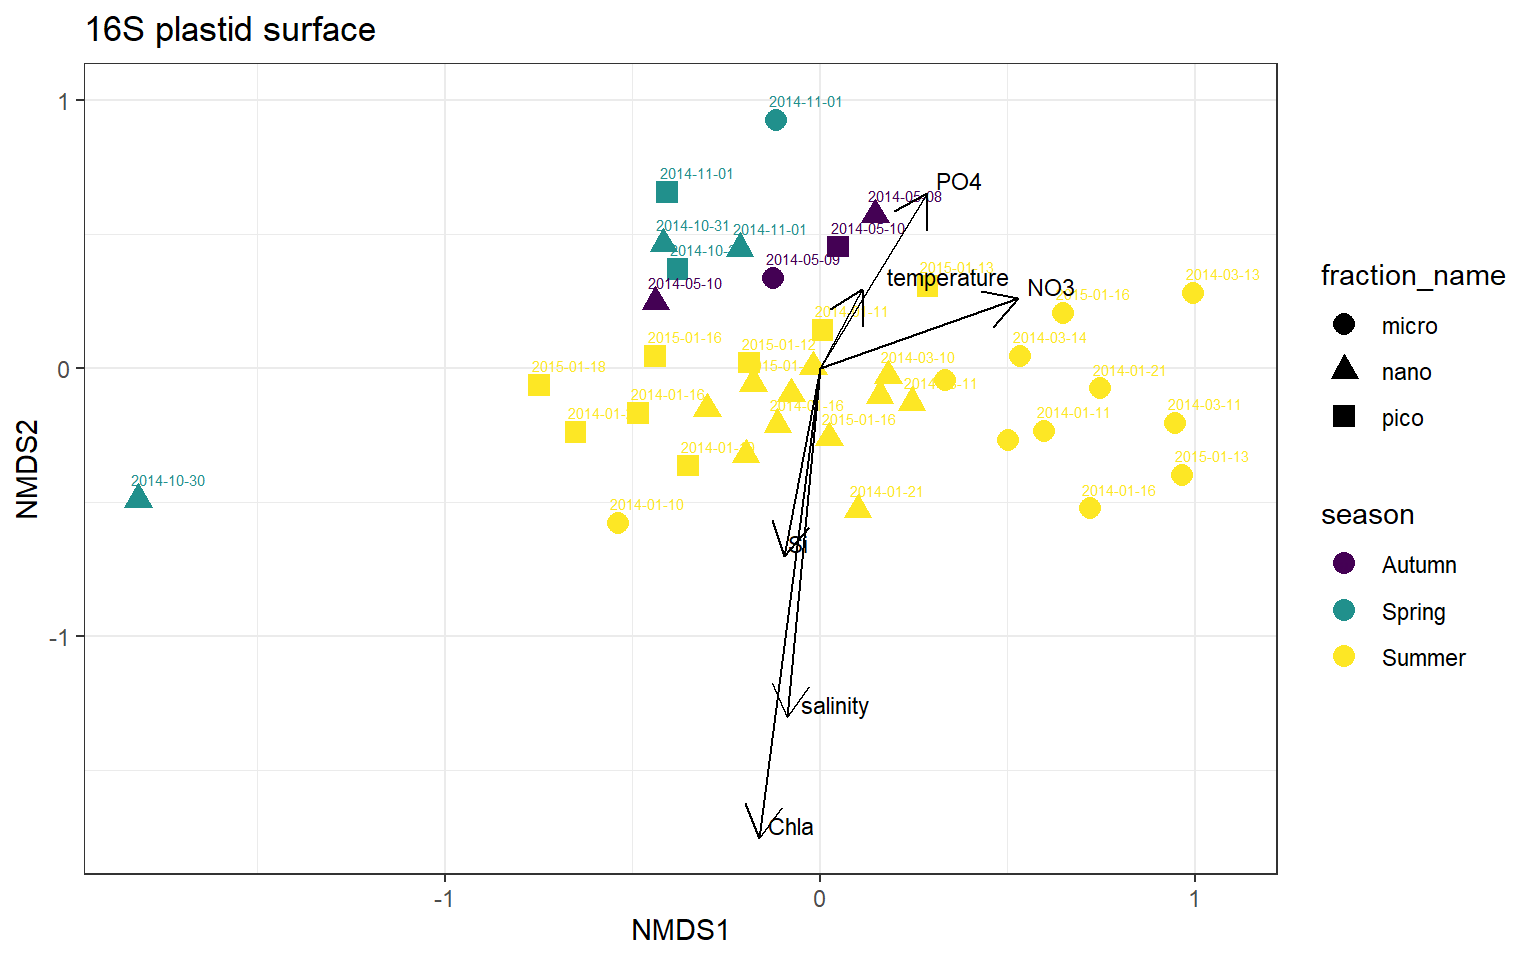 16S plastid surface
1
0
-1
-1
0
1
NMDS2
NMDS1
2014-11-01
2014-11-01
PO4
2014-05-08
2014-10-31
2014-11-01
2014-05-10
2014-05-09
2015-01-13
temperature
2014-05-10
NO3
2015-01-16
2014-03-13
2015-01-16
2015-01-12
2014-03-14
2015-01-18
2014-03-10
2014-01-21
2014-01-16
2014-01-11
2014-03-11
2015-01-16
2015-01-13
2014-10-30
2014-01-10
2014-01-21
2014-01-16
Si
salinity
Chla
fraction_name
micro
nano
pico
season
Autumn
Spring
Summer